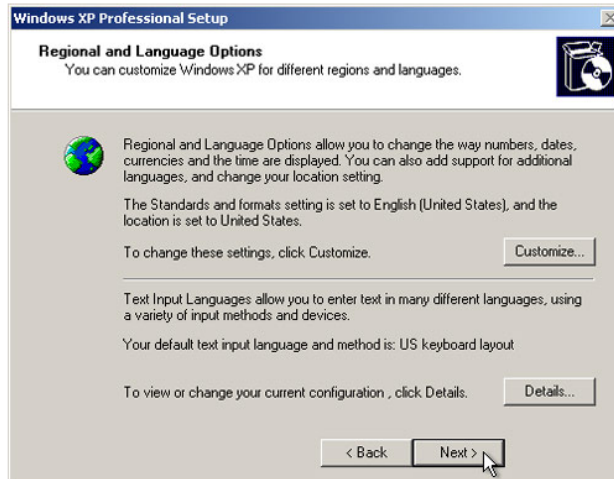 Windows XP Professional Setup
Regional and Language Options
You can customize Windows XP for different regions and languages.
Regional and Language Options allow you to change the way numbers, dates,
currencies and the time are displayed. You can also add support for additional
languages, and change your location setting.
The Standards and formats setting is set to English (United States), and the
location is set to United States.
To change these settings, click Customize.
Customize...
Text Input Languages allow you to enter text in many different languages, using
a variety of input methods and devices.
Your default text input language and method is: US keyboard layout
To view or change your current configuration , click Details.
Details...
< Back
Next >